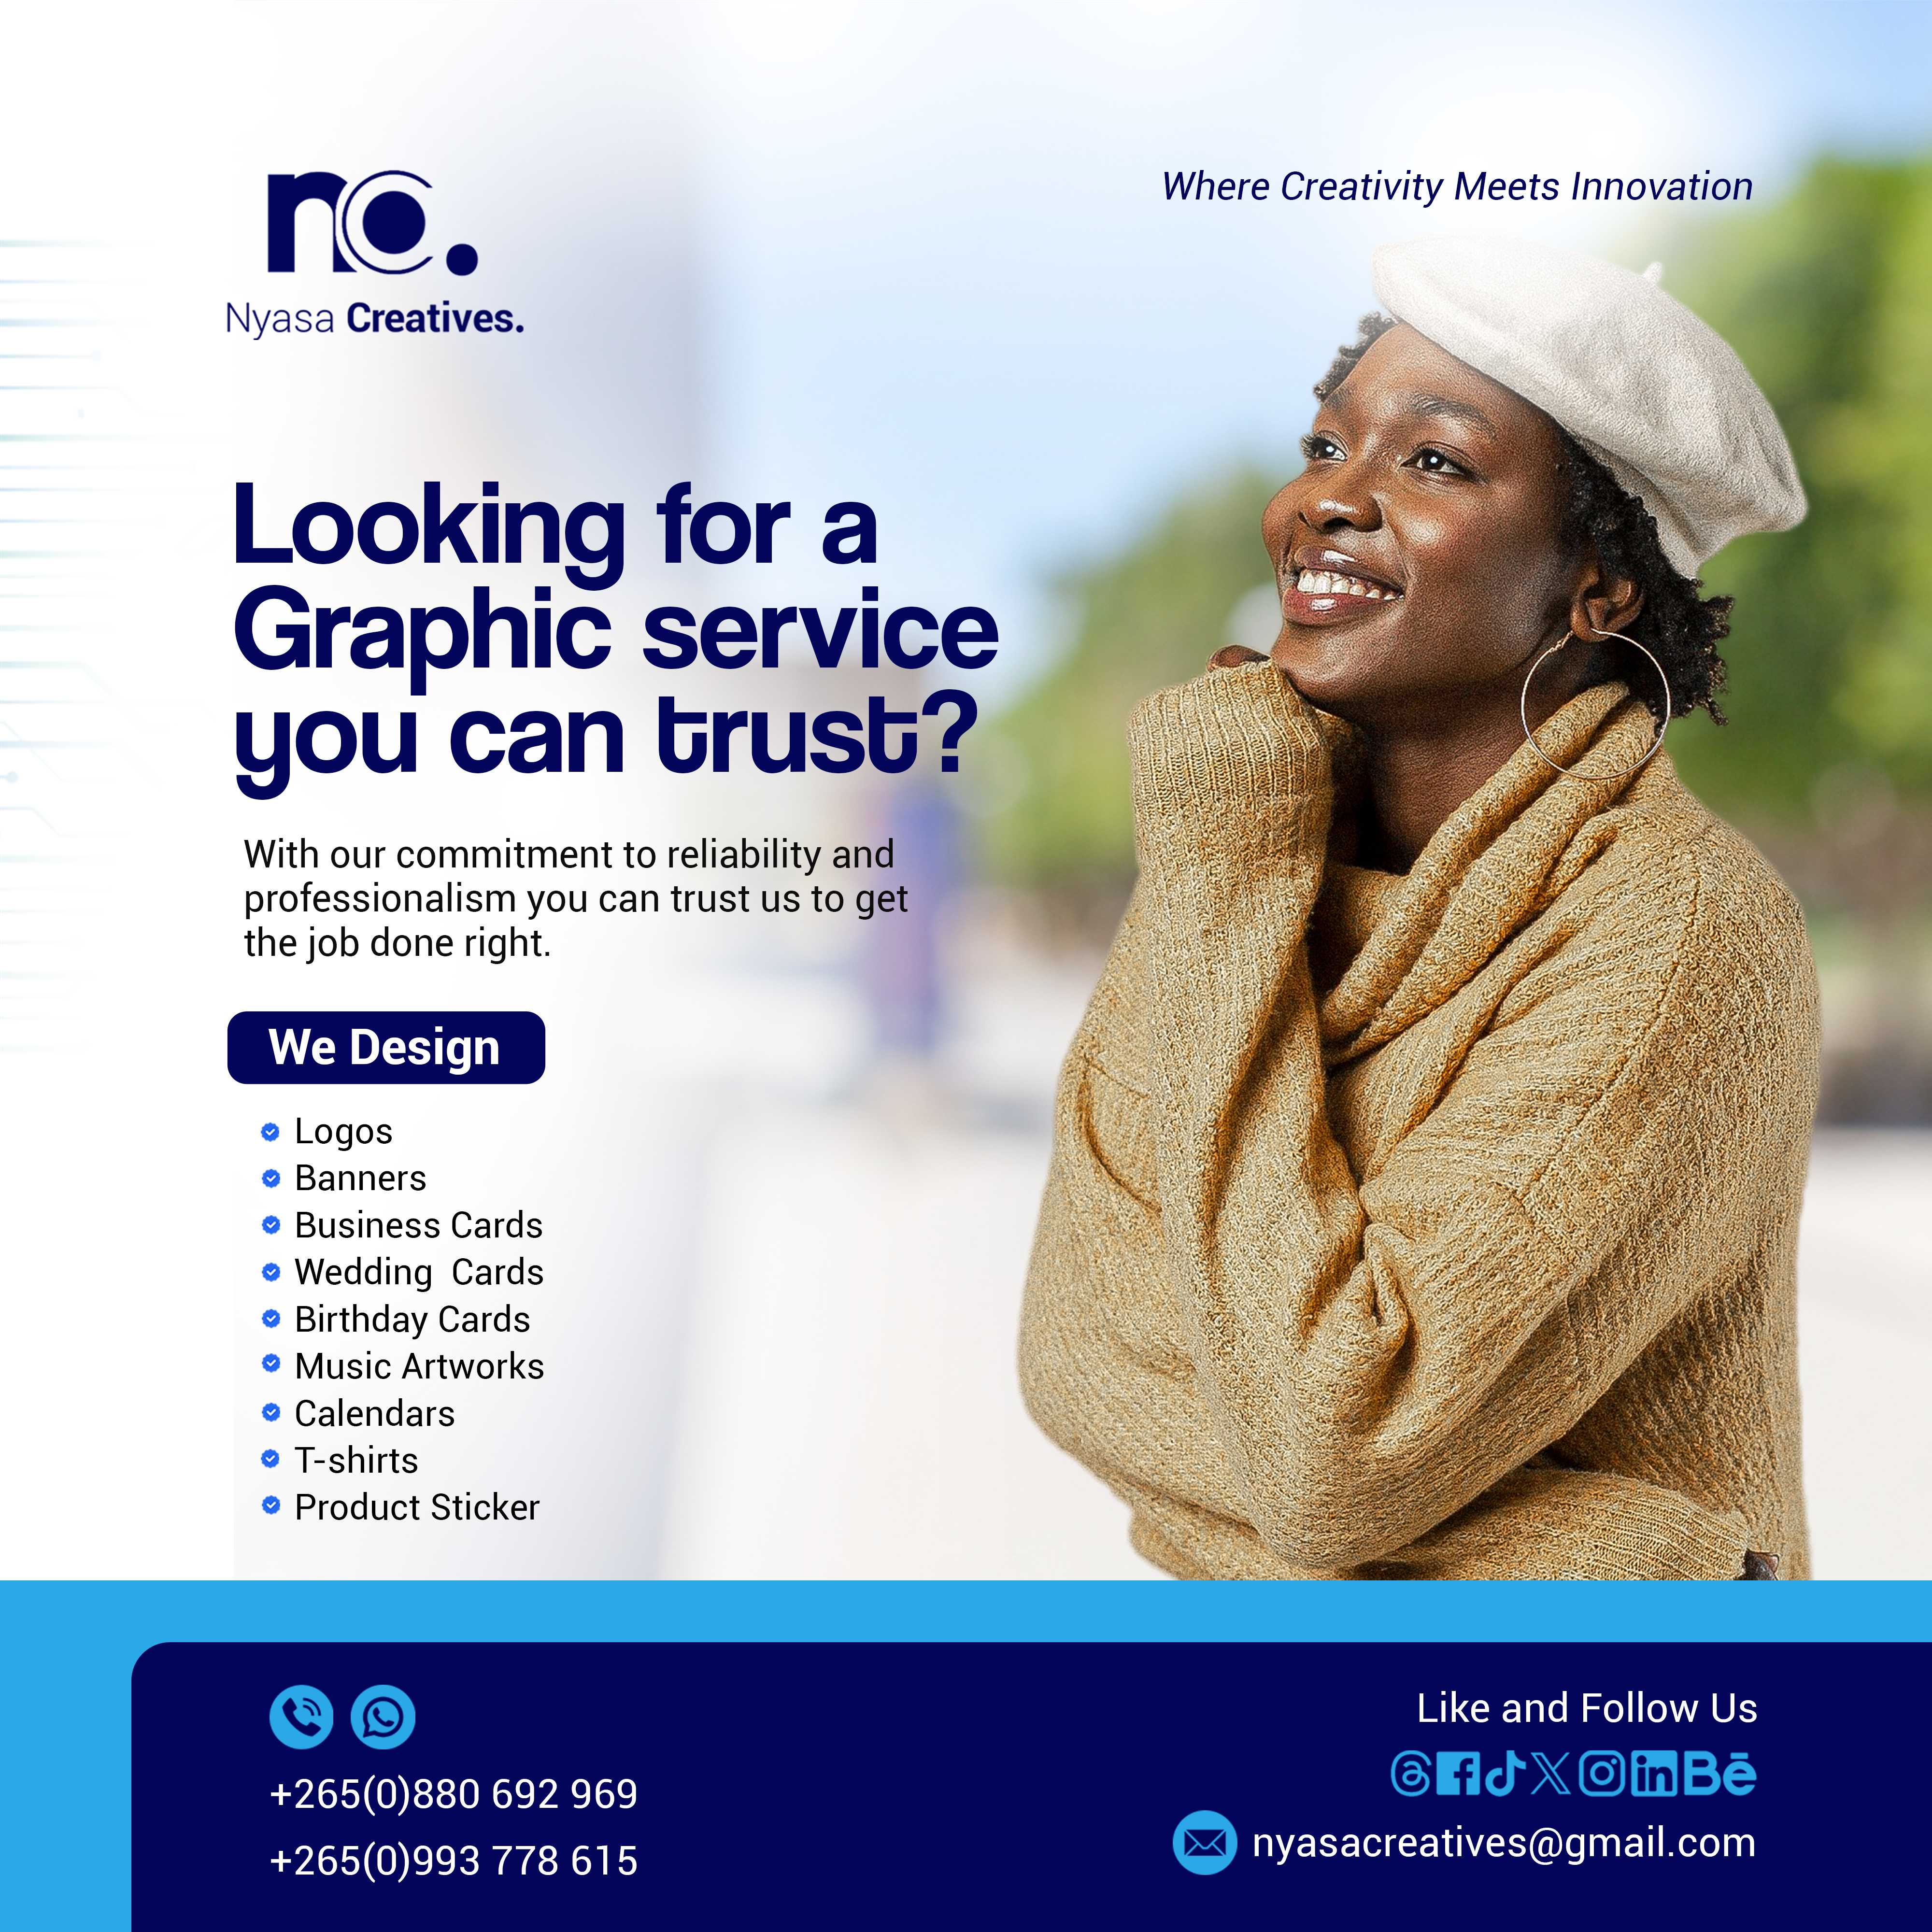 nc.
Nyasa Creatives.
Where Creativity Meets Innovation
Looking for a
Graphic service
you can trust?
With our commitment to reliability and
professionalism you can trust us to get
the job done right.
We Design
Logos
Banners
Business Cards
Wedding Cards
Birthday Cards
Music Artworks
Calendars
T-shirts
Product Sticker
+265(0)880 692 969
+265(0)993 778 615
Like and Follow Us
in Bē
nyasacreatives@gmail.com